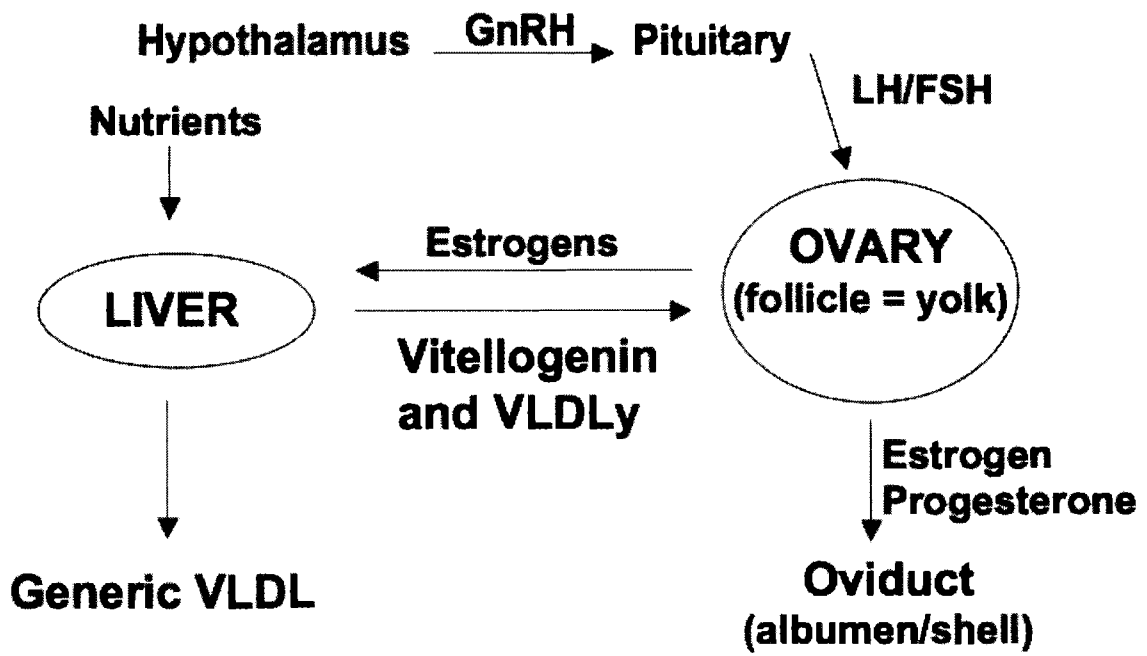 Hypothalamus
GnRH
Pituitary
LH/FSH
Nutrients
Estrogens
LIVER
OVARY
(follicle = yolk)
Vitellogenin
and VLDLy
Estrogen
Progesterone
Generic VLDL
Oviduct
(albumen/shell)